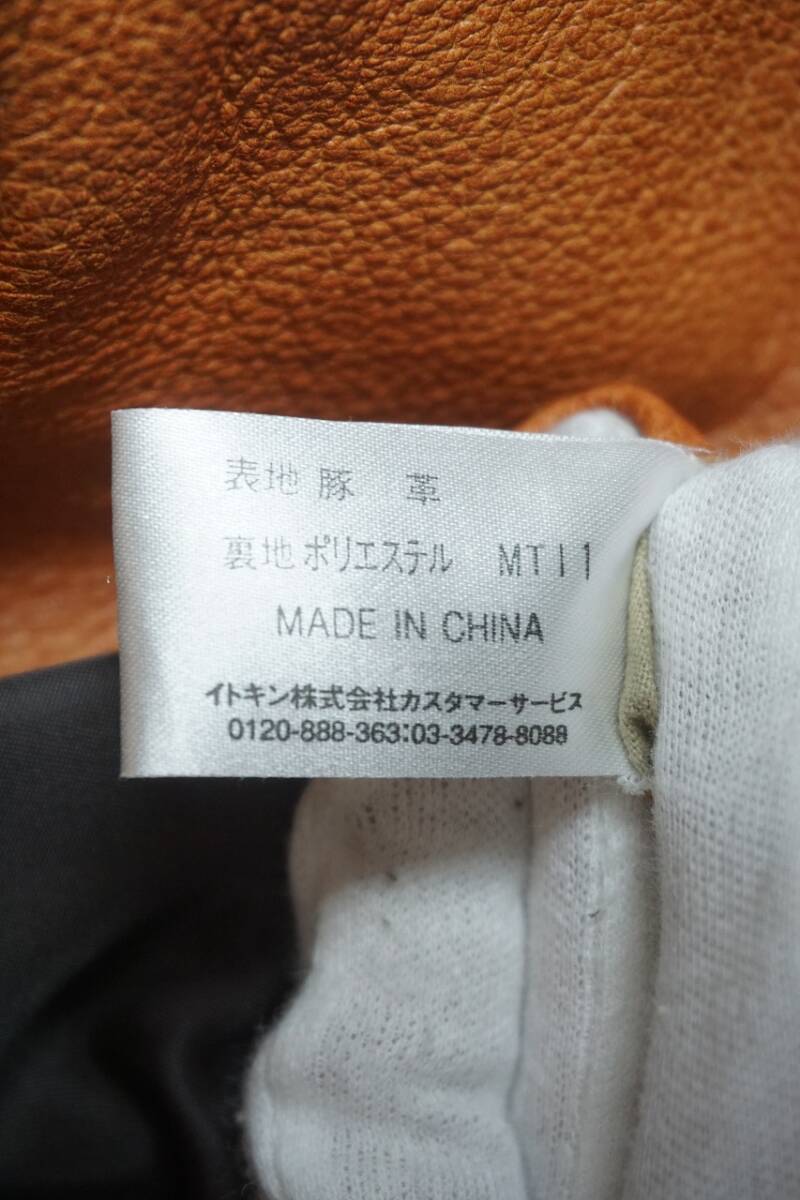 表地 豚 革
裏地 ポリエステル MT11
MADE IN CHINA
イトキン株式会社カスタマーサービス
0120-888-363:03-3478-8088